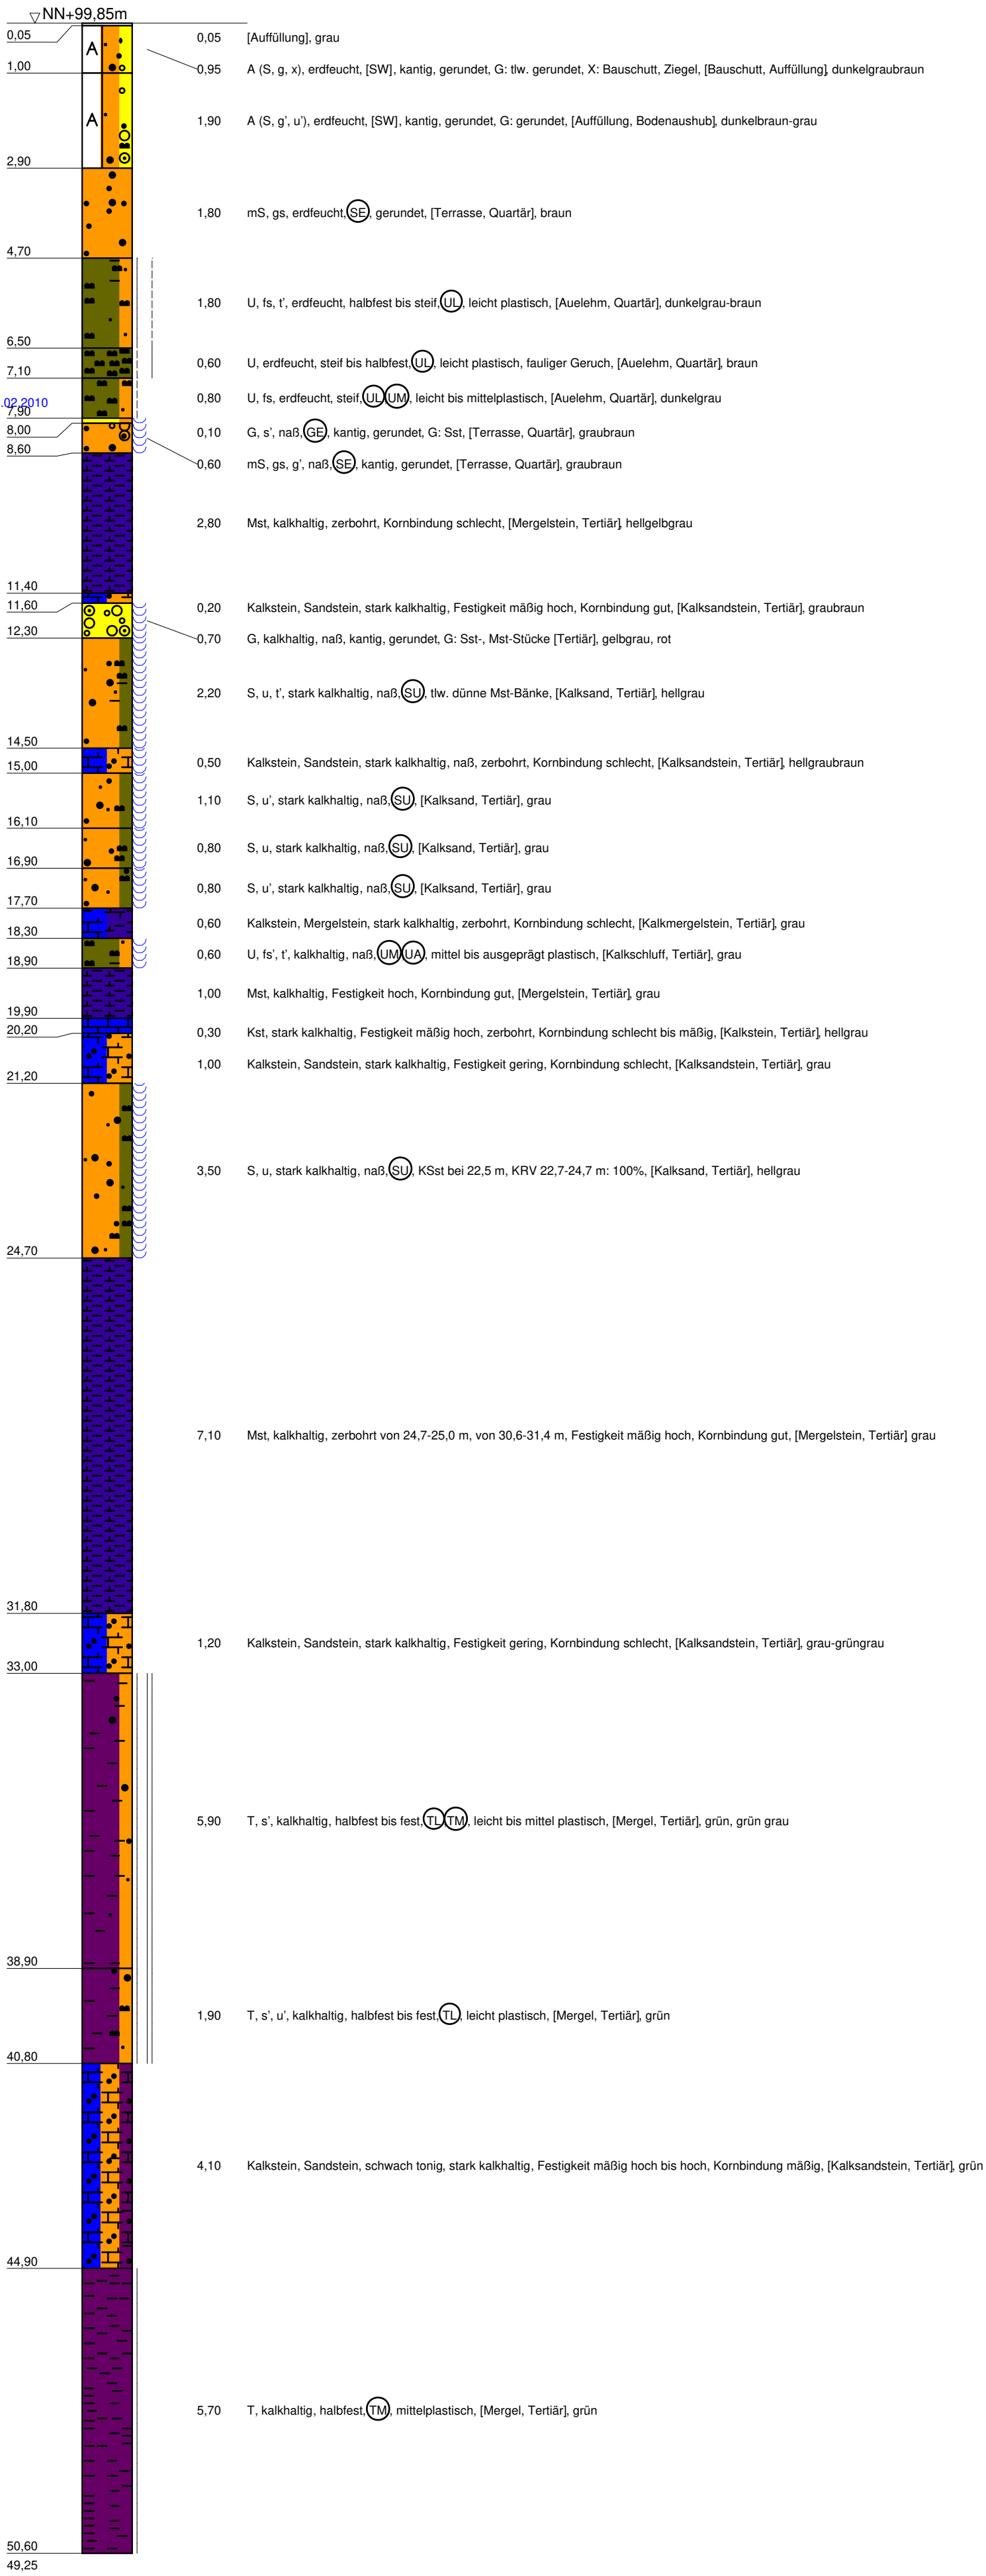 ▽ NN+99,85m
0,05
0,05 [Auffüllung], grau
A
0,95 A (S, g, x), erdfeucht, [SW], kantig, gerundet, G: tlw. gerundet, X: Bauschutt, Ziegel, [Bauschutt, Auffüllung], dunkelgraubraun
1,00
A
1,90 A (S, g', u'), erdfeucht, [SW], kantig, gerundet, G: gerundet, [Auffüllung, Bodenaushub], dunkelbraun-grau
2,90
1,80 mS, gs, erdfeucht, SE, gerundet, [Terrasse, Quartär], braun
4,70
1,80 U, fs, t', erdfeucht, halbfest bis steif, UL, leicht plastisch, [Auelehm, Quartär], dunkelgrau-braun
6,50
0,60 U, erdfeucht, steif bis halbfest, UL, leicht plastisch, fauliger Geruch, [Auelehm, Quartär], braun
7,10
0,80 U, fs, erdfeucht, steif, UL UM, leicht bis mittelplastisch, [Auelehm, Quartär], dunkelgrau
.02.2010
7,90
8,00
0,10 G, s', naß, GE, kantig, gerundet, G: Sst, [Terrasse, Quartär], graubraun
8,60
0,60 mS, gs, g', naß, SE, kantig, gerundet, [Terrasse, Quartär], graubraun
2,80 Mst, kalkhaltig, zerbohrt, Kornbindung schlecht, [Mergelstein, Tertiär], hellgelbgrau
11,40
11,60
0,20 Kalkstein, Sandstein, stark kalkhaltig, Festigkeit mäßig hoch, Kornbindung gut, [Kalksandstein, Tertiär], graubraun
12,30
0,70 G, kalkhaltig, naß, kantig, gerundet, G: Sst-, Mst-Stücke [Tertiär], gelbgrau, rot
2,20 S, u, t', stark kalkhaltig, naß, SU, tlw. dünne Mst-Bänke, [Kalksand, Tertiär], hellgrau
14,50
0,50 Kalkstein, Sandstein, stark kalkhaltig, naß, zerbohrt, Kornbindung schlecht, [Kalksandstein, Tertiär], hellgraubraun
15,00
1,10 S, u', stark kalkhaltig, naß, SU, [Kalksand, Tertiär], grau
16,10
0,80 S, u, stark kalkhaltig, naß, SU, [Kalksand, Tertiär], grau
16,90
0,80 S, u', stark kalkhaltig, naß, SU, [Kalksand, Tertiär], grau
17,70
0,60 Kalkstein, Mergelstein, stark kalkhaltig, zerbohrt, Kornbindung schlecht, [Kalkmergelstein, Tertiär], grau
18,30
0,60 U, fs', t', kalkhaltig, naß, UM UA, mittel bis ausgeprägt plastisch, [Kalkschluff, Tertiär], grau
18,90
1,00 Mst, kalkhaltig, Festigkeit hoch, Kornbindung gut, [Mergelstein, Tertiär], grau
19,90
20,20
0,30 Kst, stark kalkhaltig, Festigkeit mäßig hoch, zerbohrt, Kornbindung schlecht bis mäßig, [Kalkstein, Tertiär], hellgrau
1,00 Kalkstein, Sandstein, stark kalkhaltig, Festigkeit gering, Kornbindung schlecht, [Kalksandstein, Tertiär], grau
21,20
3,50 S, u, stark kalkhaltig, naß, SU, KSst bei 22,5 m, KRV 22,7-24,7 m: 100%, [Kalksand, Tertiär], hellgrau
24,70
7,10 Mst, kalkhaltig, zerbohrt von 24,7-25,0 m, von 30,6-31,4 m, Festigkeit mäßig hoch, Kornbindung gut, [Mergelstein, Tertiär], grau
31,80
1,20 Kalkstein, Sandstein, stark kalkhaltig, Festigkeit gering, Kornbindung schlecht, [Kalksandstein, Tertiär], grau-grüngrau
33,00
5,90 T, s', kalkhaltig, halbfest bis fest, TL TM, leicht bis mittel plastisch, [Mergel, Tertiär], grün, grün grau
38,90
1,90 T, s', u', kalkhaltig, halbfest bis fest, TL, leicht plastisch, [Mergel, Tertiär], grün
40,80
4,10 Kalkstein, Sandstein, schwach tonig, stark kalkhaltig, Festigkeit mäßig hoch bis hoch, Kornbindung mäßig, [Kalksandstein, Tertiär], grün
44,90
5,70 T, kalkhaltig, halbfest, TM, mittelplastisch, [Mergel, Tertiär], grün
50,60
49,25